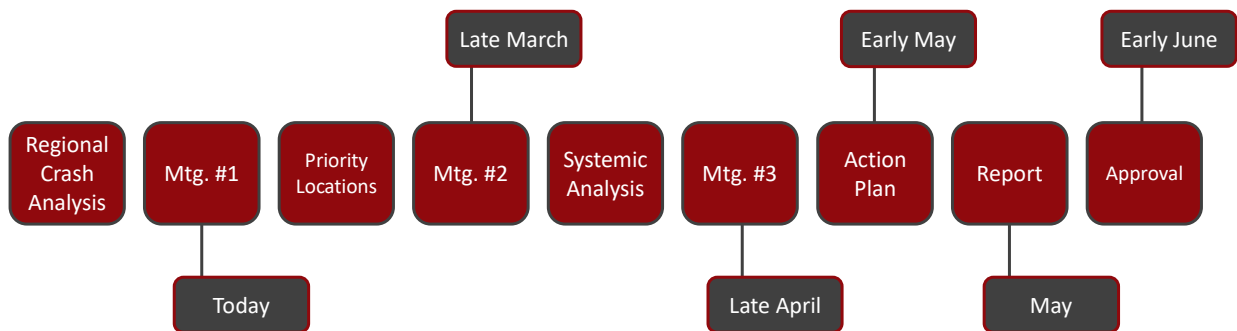 Late March
Early May
Early June
Regional
Crash
Analysis
Mtg. #1
Priority
Locations
Mtg. #2
Systemic
Analysis
Mtg. #3
Action
Plan
Report
Approval
Today
Late April
May